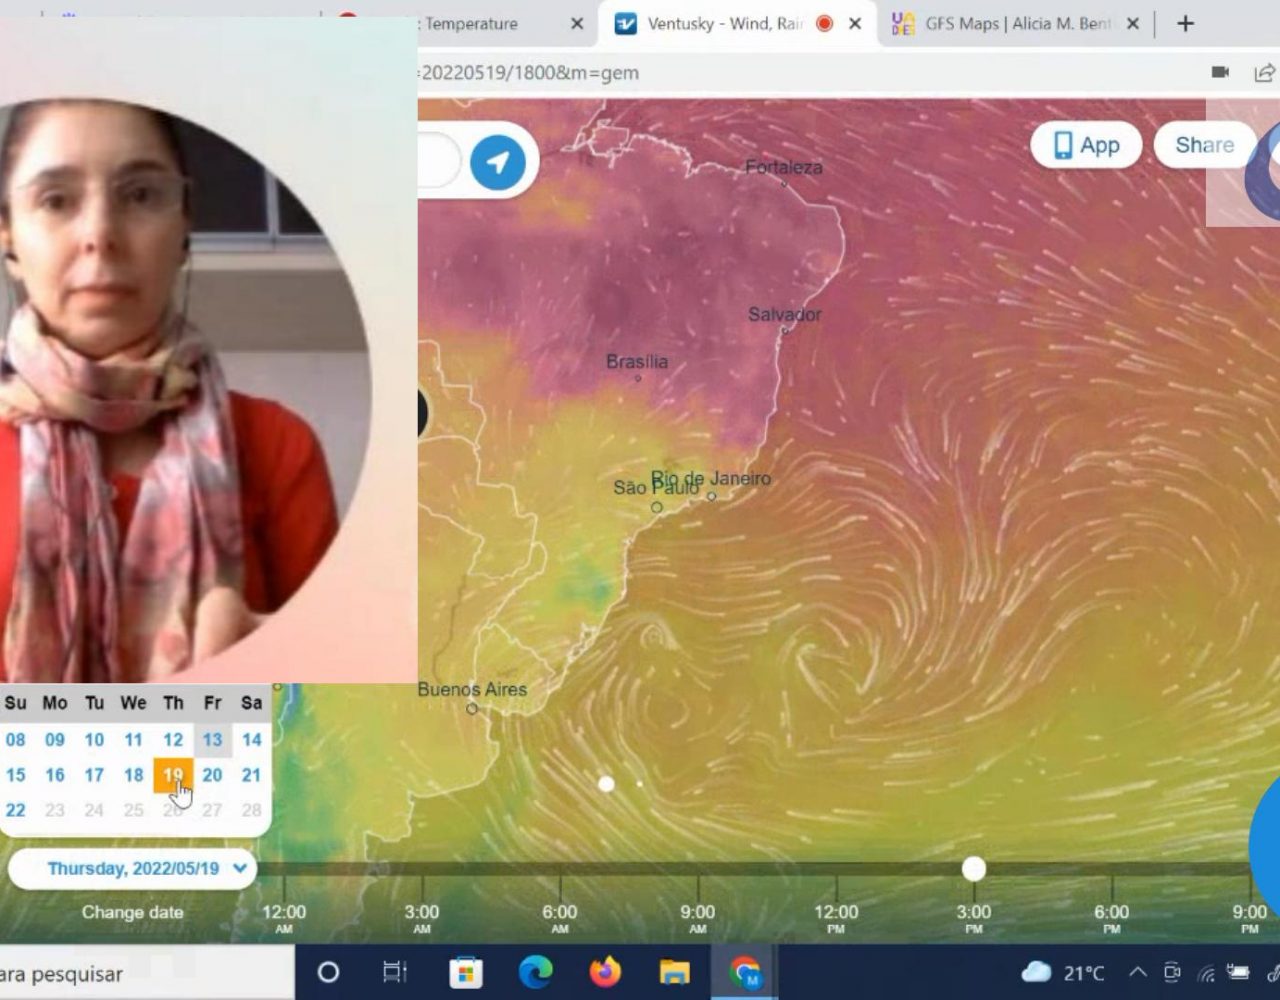 Temperature
Ventusky - Wind, Rai
GFS Maps | Alicia M. Bent
=20220519/1800&m=gem
App
Share
Fortaleza
Salvador
Brasília
Rio de Janeiro
São Paulo
Buenos Aires
Su Mo Tu We Th Fr Sa
08 09 10 11 12 13 14
15 16 17 18 19 20 21
22 23 24 25 26 27 28
Thursday, 2022/05/19
Change date
12:00 AM 3:00 AM 6:00 AM 9:00 AM 12:00 PM 3:00 PM 6:00 PM 9:00 PM
ara pesquisar
21°C